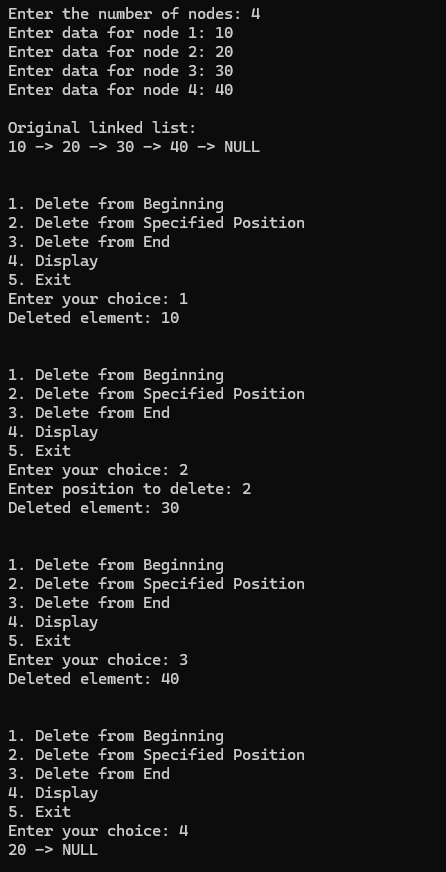 Enter the number of nodes: 4
Enter data for node 1: 10
Enter data for node 2: 20
Enter data for node 3: 30
Enter data for node 4: 40
Original linked list:
10 -> 20 -> 30 -> 40 -> NULL
1. Delete from Beginning
2. Delete from Specified Position
3. Delete from End
4. Display
5. Exit
Enter your choice: 1
Deleted element: 10
1. Delete from Beginning
2. Delete from Specified Position
3. Delete from End
4. Display
5. Exit
Enter your choice: 2
Enter position to delete: 2
Deleted element: 30
1. Delete from Beginning
2. Delete from Specified Position
3. Delete from End
4. Display
5. Exit
Enter your choice: 3
Deleted element: 40
1. Delete from Beginning
2. Delete from Specified Position
3. Delete from End
4. Display
5. Exit
Enter your choice: 4
20 -> NULL